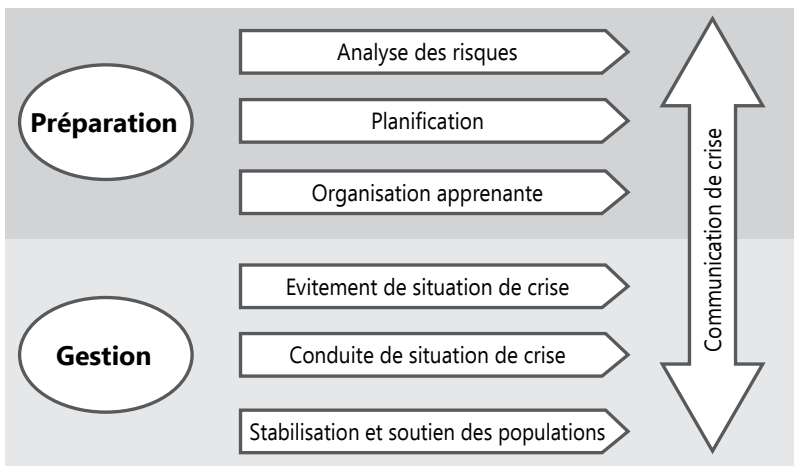 Préparation
Analyse des risques
Planification
Organisation apprenante
Gestion
Evitement de situation de crise
Conduite de situation de crise
Stabilisation et soutien des populations
Communication de crise